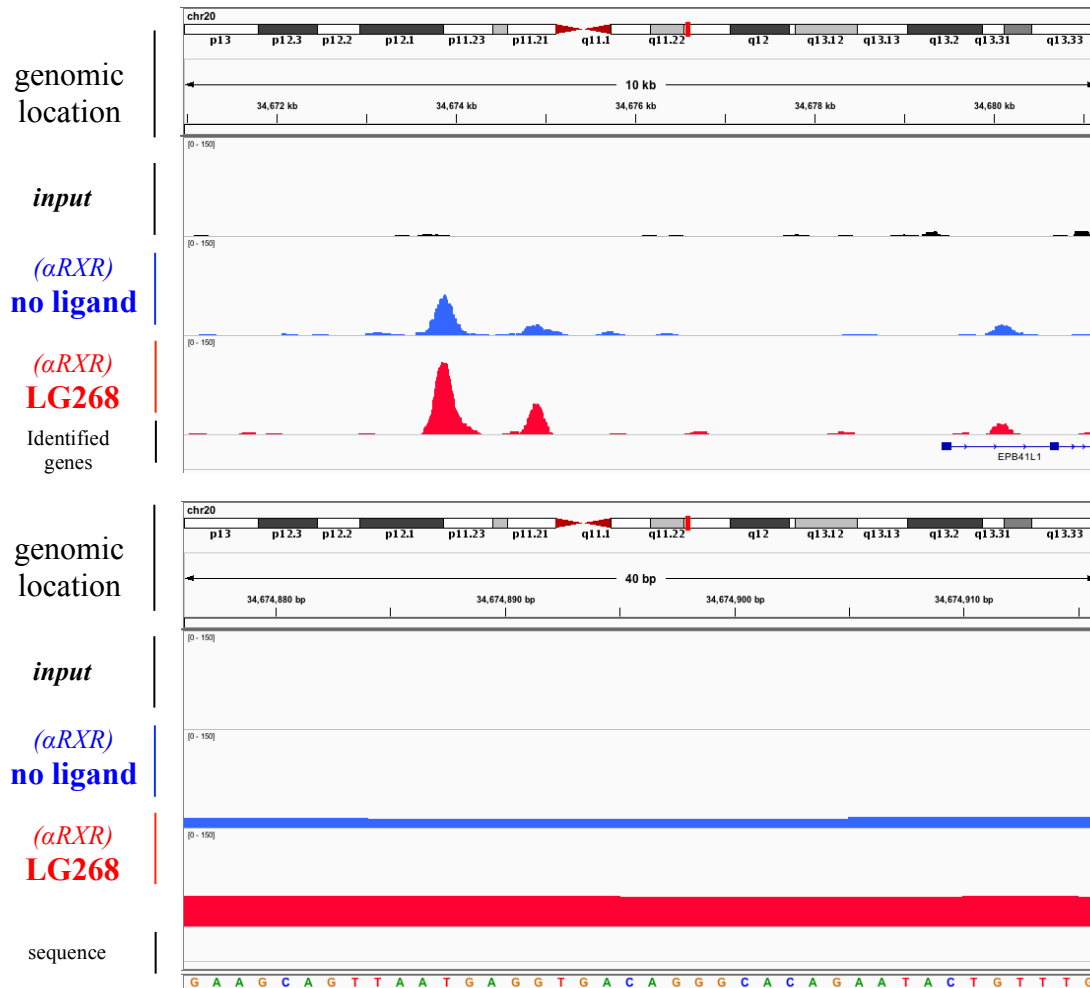 chr20
p13 p12.3 p12.2 p12.1 p11.23 p11.21 q11.1 q11.22 q12 q13.12 q13.13 q13.2 q13.31 q13.33
genomic
location
10 kb
34,672 kb 34,674 kb 34,676 kb 34,678 kb 34,680 kb
[0 - 150]
input
[0 - 150]
(αRXR)
no ligand
[0 - 150]
(αRXR)
LG268
Identified
genes
EPB41L1
chr20
p13 p12.3 p12.2 p12.1 p11.23 p11.21 q11.1 q11.22 q12 q13.12 q13.13 q13.2 q13.31 q13.33
genomic
location
40 bp
34,674,880 bp 34,674,890 bp 34,674,900 bp 34,674,910 bp
[0 - 150]
input
[0 - 150]
(αRXR)
no ligand
[0 - 150]
(αRXR)
LG268
sequence
G A A G C A G T T A A T G A G G T G A C A G G G C A C A G A A T A C T G T T T G